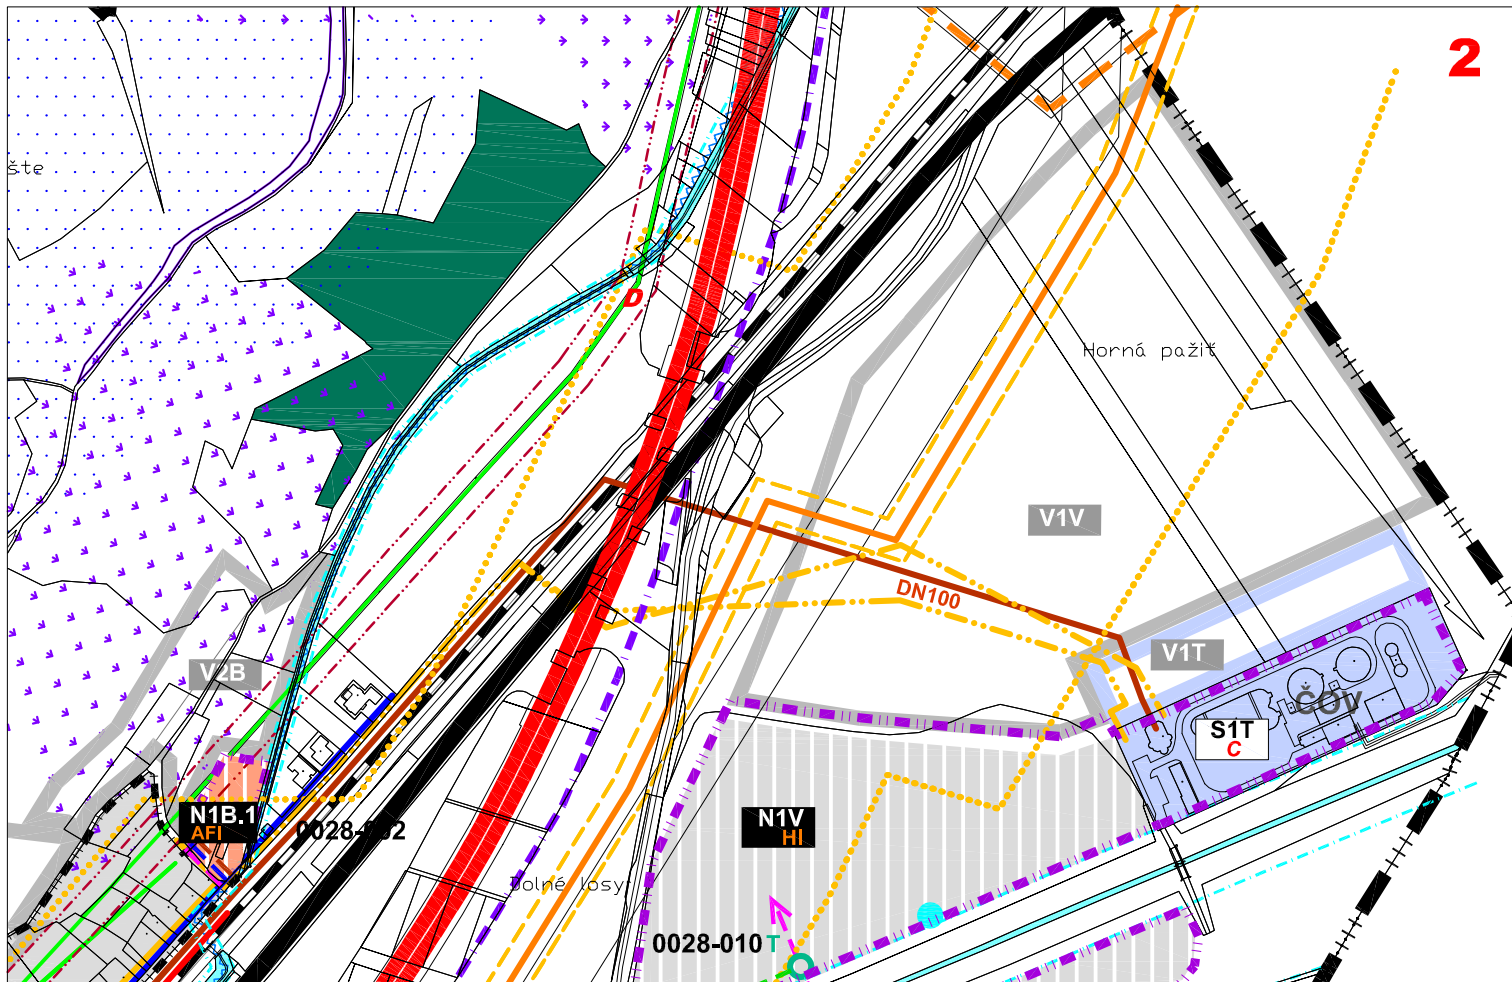 2
šte
D
Horná pažiť
V1V
DN100
V1T
V2B
ČOV
S1T
C
N1B.1
AFI
0028-002
N1V
HI
Dolné losy
0028-010 T